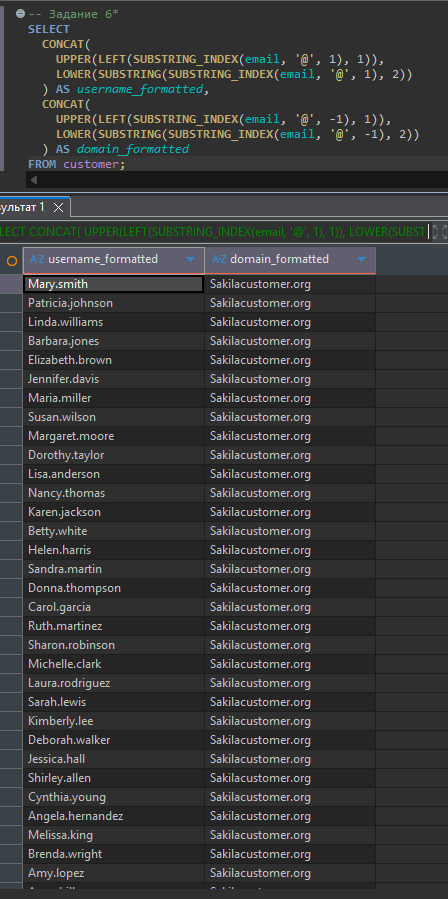 -- Задание 6*
SELECT
CONCAT(
UPPER(LEFT(SUBSTRING_INDEX(email, '@', 1), 1)),
LOWER(SUBSTRING(SUBSTRING_INDEX(email, '@', 1), 2))
) AS username_formatted,
CONCAT(
UPPER(LEFT(SUBSTRING_INDEX(email, '@', -1), 1)),
LOWER(SUBSTRING(SUBSTRING_INDEX(email, '@', -1), 2))
) AS domain_formatted
FROM customer;
зультат 1
LECT CONCAT( UPPER(LEFT(SUBSTRING_INDEX(email, '@', 1), 1)), LOWER(SUBST
A-Z username_formatted A-Z domain_formatted
Mary.smith Sakilacustomer.org
Patricia.johnson Sakilacustomer.org
Linda.williams Sakilacustomer.org
Barbara.jones Sakilacustomer.org
Elizabeth.brown Sakilacustomer.org
Jennifer.davis Sakilacustomer.org
Maria.miller Sakilacustomer.org
Susan.wilson Sakilacustomer.org
Margaret.moore Sakilacustomer.org
Dorothy.taylor Sakilacustomer.org
Lisa.anderson Sakilacustomer.org
Nancy.thomas Sakilacustomer.org
Karen.jackson Sakilacustomer.org
Betty.white Sakilacustomer.org
Helen.harris Sakilacustomer.org
Sandra.martin Sakilacustomer.org
Donna.thompson Sakilacustomer.org
Carol.garcia Sakilacustomer.org
Ruth.martinez Sakilacustomer.org
Sharon.robinson Sakilacustomer.org
Michelle.clark Sakilacustomer.org
Laura.rodriguez Sakilacustomer.org
Sarah.lewis Sakilacustomer.org
Kimberly.lee Sakilacustomer.org
Deborah.walker Sakilacustomer.org
Jessica.hall Sakilacustomer.org
Shirley.allen Sakilacustomer.org
Cynthia.young Sakilacustomer.org
Angela.hernandez Sakilacustomer.org
Melissa.king Sakilacustomer.org
Brenda.wright Sakilacustomer.org
Amy.lopez Sakilacustomer.org